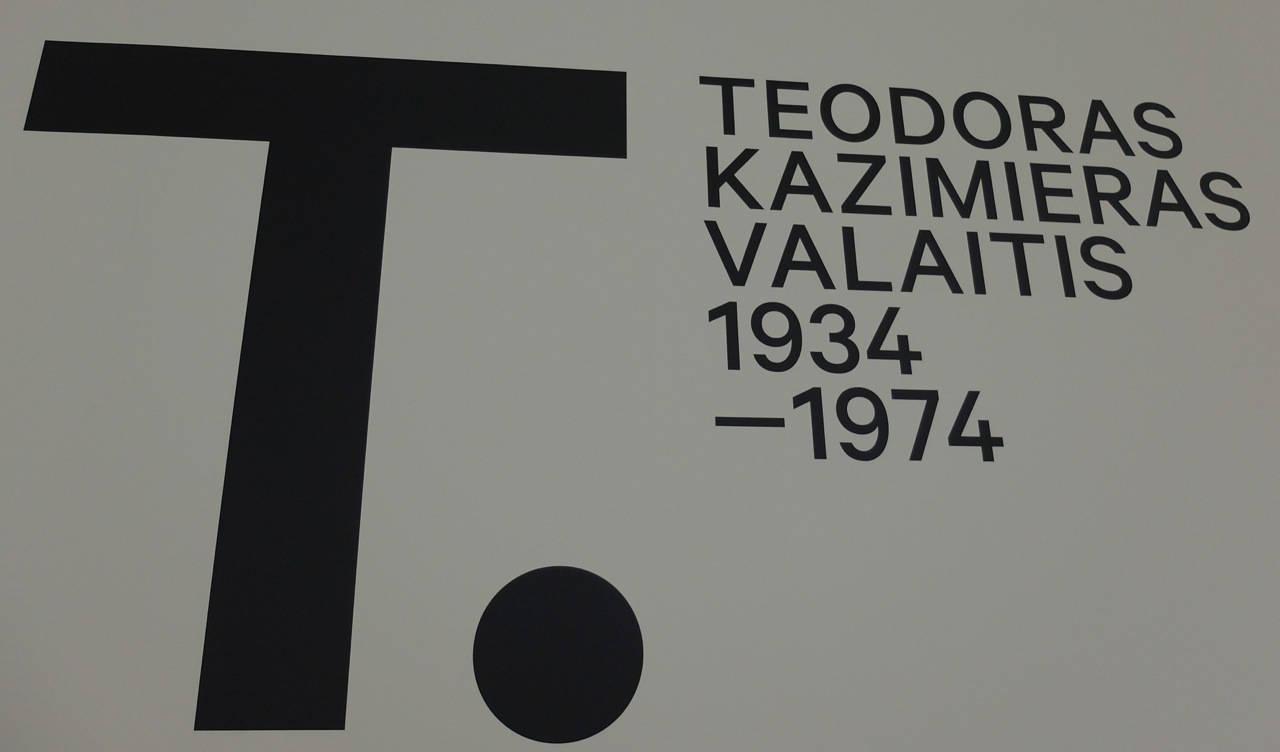 T.
TEODORAS
KAZIMIERAS
VALAITIS
1934
—1974